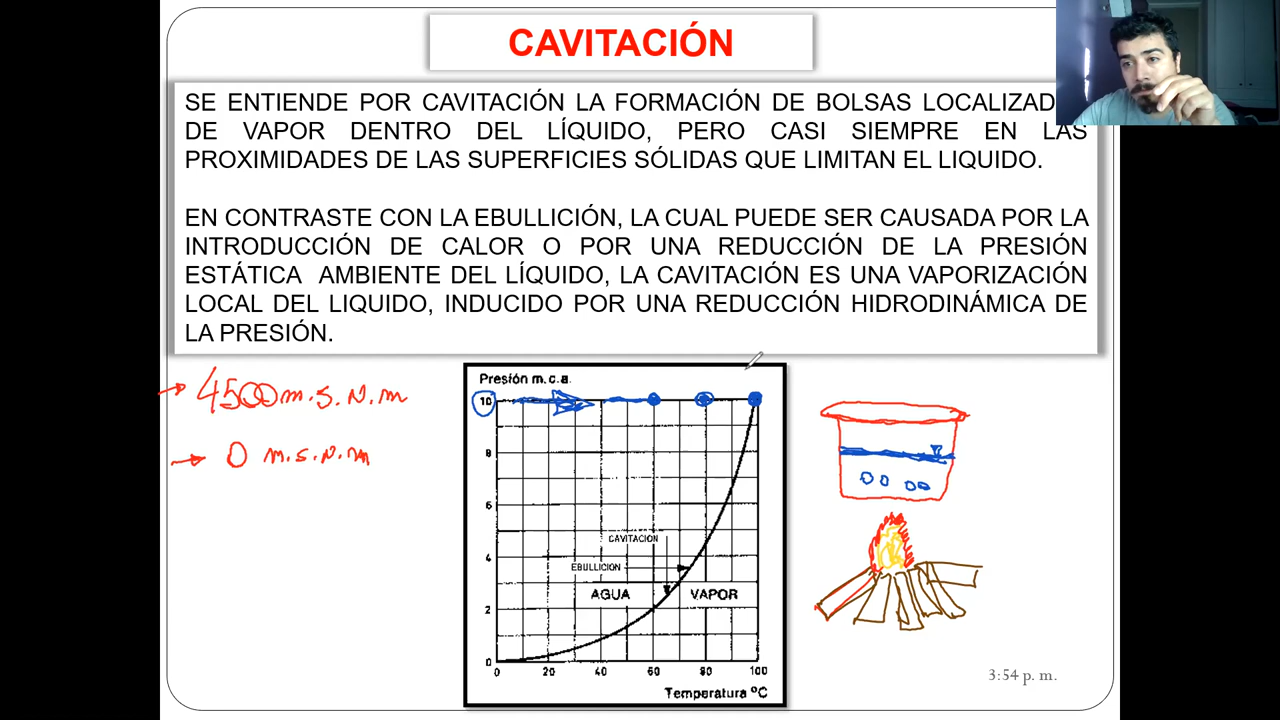 CAVITACIÓN
SE ENTIENDE POR CAVITACIÓN LA FORMACIÓN DE BOLSAS
DE VAPOR DENTRO DEL LÍQUIDO, PERO CASI SIEMPRE EN LAS
PROXIMIDADES DE LAS SUPERFICIES SÓLIDAS QUE LIMITAN EL LIQUIDO.
EN CONTRASTE CON LA EBULLICIÓN, LA CUAL PUEDE SER CAUSADA POR LA
INTRODUCCIÓN DE CALOR O POR UNA REDUCCIÓN DE LA PRESIÓN
ESTÁTICA AMBIENTE DEL LÍQUIDO, LA CAVITACIÓN ES UNA VAPORIZACIÓN
LOCAL DEL LIQUIDO, INDUCIDO POR UNA REDUCCIÓN HIDRODINÁMICA DE
LA PRESIÓN.
4500 m.s.n.m
0 m.s.n.m
Presión m.c.a.
10
8
6
4
2
0
CAVITACION
EBULLICION
AGUA VAPOR
0 20 40 60 80 100
Temperatura ºC
3:54 p. m.